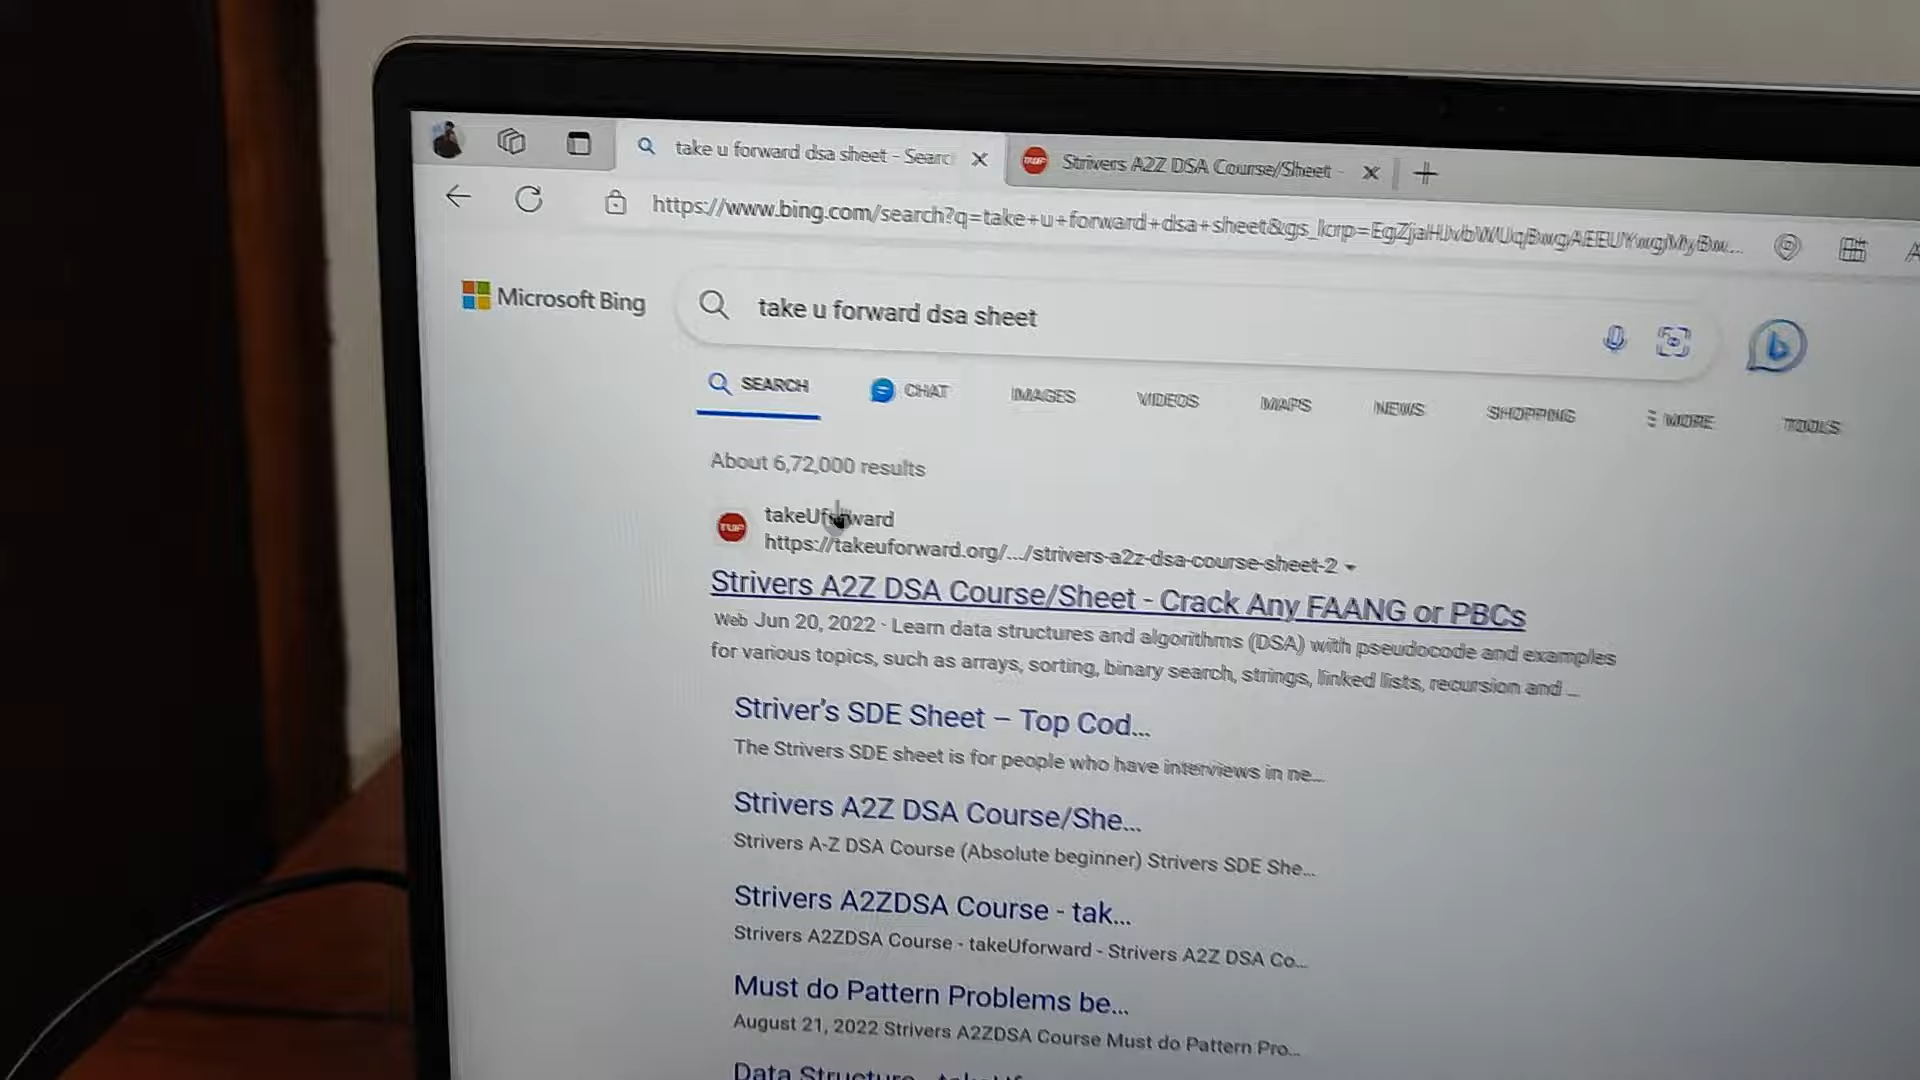 take u forward dsa sheet - Searc
TUF Strivers A2Z DSA Course/Sheet -
https://www.bing.com/search?q=take+u+forward+dsa+sheet&gs_lcrp=
Microsoft Bing
take u forward dsa sheet
SEARCH CHAT IMAGES VIDEOS MAPS NEWS SHOPPING MORE TOOLS
About 6,72,000 results
TUF
takeUforward
https://takeuforward.org/.../strivers-a2z-dsa-course-sheet-2
Strivers A2Z DSA Course/Sheet - Crack Any FAANG or PBCs
Web Jun 20, 2022 · Learn data structures and algorithms (DSA) with pseudocode and examples
for various topics, such as arrays, sorting, binary search, strings, linked lists, recursion and ...
Striver's SDE Sheet – Top Cod...
The Strivers SDE sheet is for people who have interviews in ne...
Strivers A2Z DSA Course/She...
Strivers A-Z DSA Course (Absolute beginner) Strivers SDE She...
Strivers A2ZDSA Course - tak...
Strivers A2ZDSA Course - takeUforward - Strivers A2Z DSA Co...
Must do Pattern Problems be...
August 21, 2022 Strivers A2ZDSA Course Must do Pattern Pro...
Data Structure - takeUf